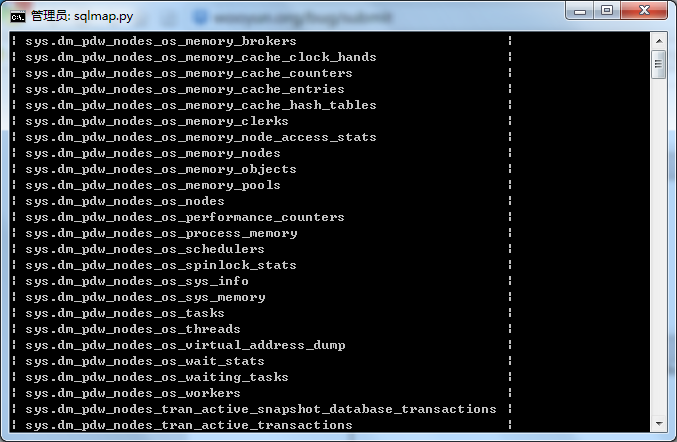 管理员: sqlmap.py
| sys.dm_pdw_nodes_os_memory_brokers |
| sys.dm_pdw_nodes_os_memory_cache_clock_hands |
| sys.dm_pdw_nodes_os_memory_cache_counters |
| sys.dm_pdw_nodes_os_memory_cache_entries |
| sys.dm_pdw_nodes_os_memory_cache_hash_tables |
| sys.dm_pdw_nodes_os_memory_clerks |
| sys.dm_pdw_nodes_os_memory_node_access_stats |
| sys.dm_pdw_nodes_os_memory_nodes |
| sys.dm_pdw_nodes_os_memory_objects |
| sys.dm_pdw_nodes_os_memory_pools |
| sys.dm_pdw_nodes_os_nodes |
| sys.dm_pdw_nodes_os_performance_counters |
| sys.dm_pdw_nodes_os_process_memory |
| sys.dm_pdw_nodes_os_schedulers |
| sys.dm_pdw_nodes_os_spinlock_stats |
| sys.dm_pdw_nodes_os_sys_info |
| sys.dm_pdw_nodes_os_sys_memory |
| sys.dm_pdw_nodes_os_tasks |
| sys.dm_pdw_nodes_os_threads |
| sys.dm_pdw_nodes_os_virtual_address_dump |
| sys.dm_pdw_nodes_os_wait_stats |
| sys.dm_pdw_nodes_os_waiting_tasks |
| sys.dm_pdw_nodes_os_workers |
| sys.dm_pdw_nodes_tran_active_snapshot_database_transactions |
| sys.dm_pdw_nodes_tran_active_transactions |